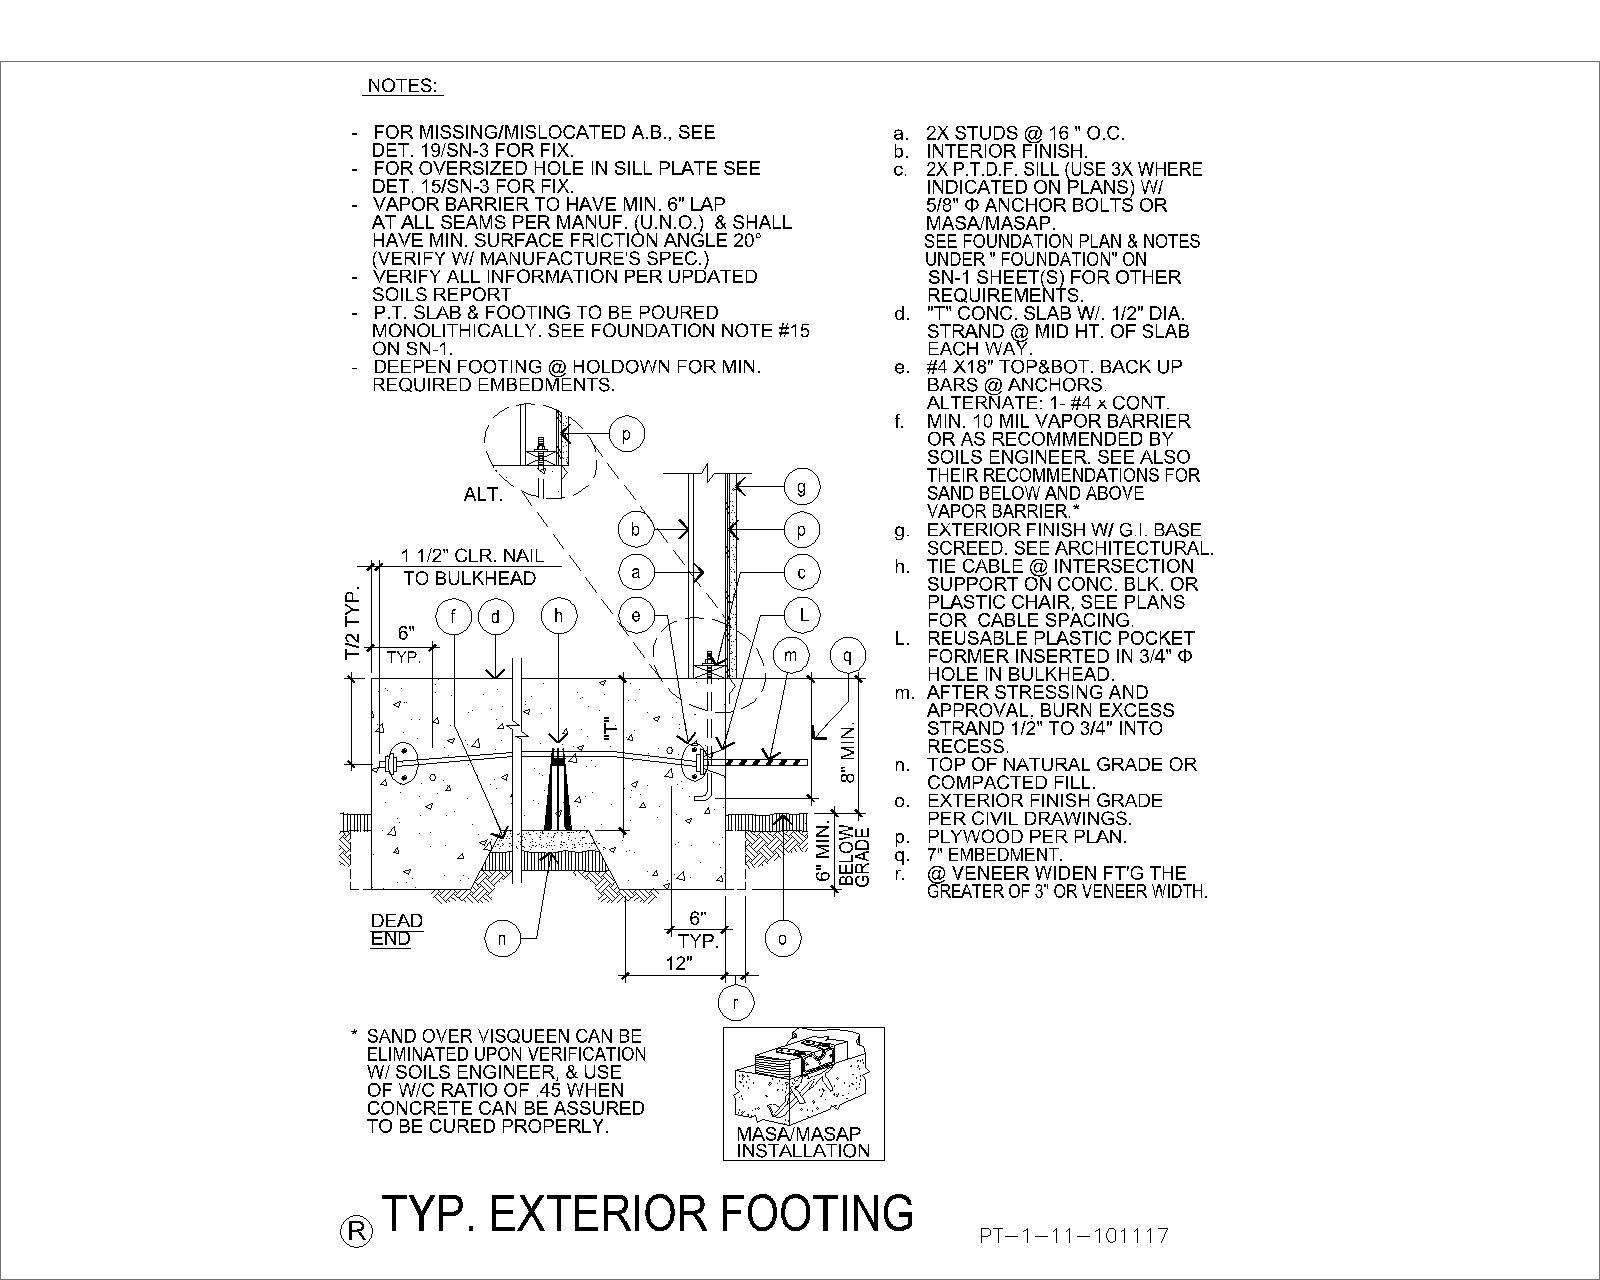 NOTES:
- FOR MISSING/MISLOCATED A.B., SEE
DET. 19/SN-3 FOR FIX.
- FOR OVERSIZED HOLE IN SILL PLATE SEE
DET. 15/SN-3 FOR FIX.
- VAPOR BARRIER TO HAVE MIN. 6" LAP
AT ALL SEAMS PER MANUF. (U.N.O.) & SHALL
HAVE MIN. SURFACE FRICTION ANGLE 20°
(VERIFY W/ MANUFACTURE'S SPEC.)
- VERIFY ALL INFORMATION PER UPDATED
SOILS REPORT
- P.T. SLAB & FOOTING TO BE POURED
MONOLITHICALLY. SEE FOUNDATION NOTE #15
ON SN-1.
- DEEPEN FOOTING @ HOLDOWN FOR MIN.
REQUIRED EMBEDMENTS.
a. 2X STUDS @ 16 " O.C.
b. INTERIOR FINISH.
c. 2X P.T.D.F. SILL (USE 3X WHERE
INDICATED ON PLANS) W/
5/8" Φ ANCHOR BOLTS OR
MASA/MASAP.
SEE FOUNDATION PLAN & NOTES
UNDER " FOUNDATION" ON
SN-1 SHEET(S) FOR OTHER
REQUIREMENTS.
d. "T" CONC. SLAB W/. 1/2" DIA.
STRAND @ MID HT. OF SLAB
EACH WAY.
e. #4 X18" TOP&BOT. BACK UP
BARS @ ANCHORS.
ALTERNATE: 1- #4 x CONT.
f. MIN. 10 MIL VAPOR BARRIER
OR AS RECOMMENDED BY
SOILS ENGINEER. SEE ALSO
THEIR RECOMMENDATIONS FOR
SAND BELOW AND ABOVE
VAPOR BARRIER.*
g. EXTERIOR FINISH W/ G.I. BASE
SCREED. SEE ARCHITECTURAL.
h. TIE CABLE @ INTERSECTION
SUPPORT ON CONC. BLK. OR
PLASTIC CHAIR, SEE PLANS
FOR CABLE SPACING.
L. REUSABLE PLASTIC POCKET
FORMER INSERTED IN 3/4" Φ
HOLE IN BULKHEAD.
m. AFTER STRESSING AND
APPROVAL, BURN EXCESS
STRAND 1/2" TO 3/4" INTO
RECESS.
n. TOP OF NATURAL GRADE OR
COMPACTED FILL.
o. EXTERIOR FINISH GRADE
PER CIVIL DRAWINGS.
p. PLYWOOD PER PLAN.
q. 7" EMBEDMENT.
r. @ VENEER WIDEN FT'G THE
GREATER OF 3" OR VENEER WIDTH.
p
ALT.
g
b
p
1 1/2" CLR. NAIL
TO BULKHEAD
a
c
T/2 TYP.
f
d
h
e
L
6"
TYP.
m
q
"T"
8" MIN.
6" MIN.
BELOW
GRADE
DEAD
END
n
6"
TYP.
o
12"
r
* SAND OVER VISQUEEN CAN BE
ELIMINATED UPON VERIFICATION
W/ SOILS ENGINEER, & USE
OF W/C RATIO OF .45 WHEN
CONCRETE CAN BE ASSURED
TO BE CURED PROPERLY.
MASA/MASAP
INSTALLATION
R TYP. EXTERIOR FOOTING
PT-1-11-101117